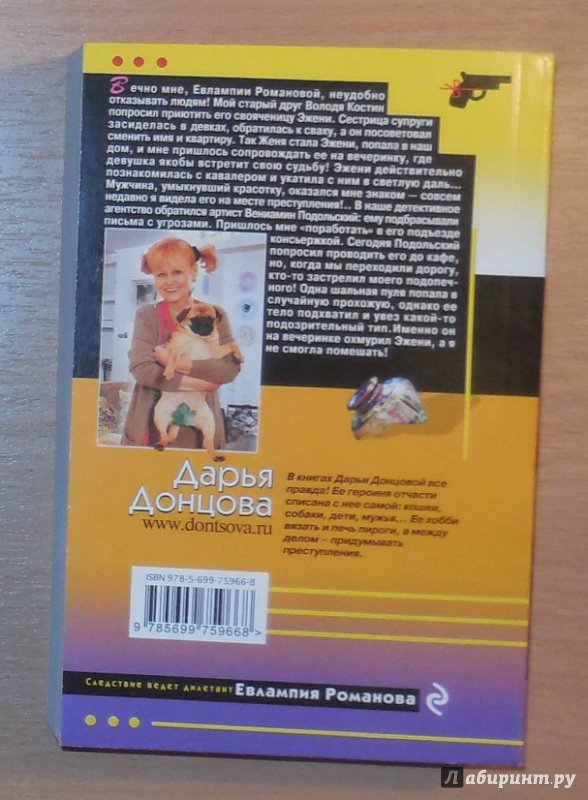 Вечно мне, Евлампии Романовой, неудобно
отказывать людям! Мой старый друг Володя Костин
попросил приютить его свояченицу Эжени. Сестрица супруги
засиделась в девках, обратилась к сваху, а он посоветовал
сменить имя и квартиру. Так Женя стала Эжени, попала в наш
дом, и мне пришлось сопровождать ее на вечеринку, где
девушка якобы встретит свою судьбу! Эжени действительно
познакомилась с кавалером и укатила с ним в светлую даль...
Мужчина, умыкнувший красотку, оказался мне знаком – совсем
недавно я видела его на месте преступления!.. В наше детективное
агентство обратился артист Вениамин Подольский: ему подбрасывали
письма с угрозами. Пришлось мне "поработать" в его подъезде
консьержкой. Сегодня Подольский
попросил проводить его до кафе,
но, когда мы переходили дорогу,
кто-то застрелил моего подопеч-
ного! Одна шальная пуля попала в
случайную прохожую, однако ее
тело подхватил и увез какой-то
подозрительный тип. Именно он
на вечеринке охмурил Эжени, а я
не смогла помешать!
Дарья
Донцова
www.dontsova.ru
В книгах Дарьи Донцовой все
правда! Ее героиня отчасти
списана с нее самой: кошки,
собаки, дети, мужья... Ее хобби
вязать и печь пироги, а между
делом – придумывать
преступления.
ISBN 978-5-699-75966-8
9 785699 759668 >
Следствие ведет дилетант Евлампия Романова
Лабиринт.ру